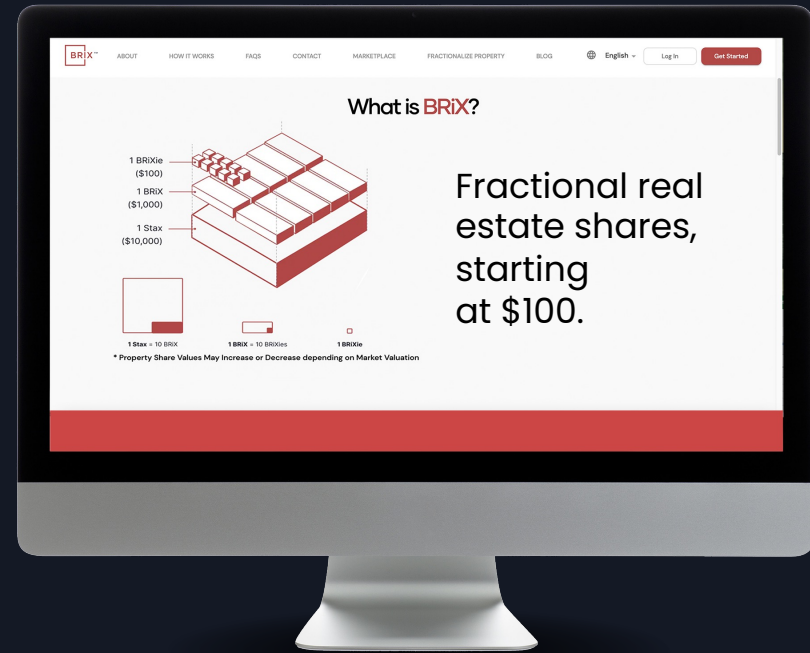 BRiX™
ABOUT
HOW IT WORKS
FAQS
CONTACT
MARKETPLACE
FRACTIONALIZE PROPERTY
BLOG
English
Log In
Get Started
What is BRiX?
1 BRiXie
($100)
1 BRiX
($1,000)
1 Stax
($10,000)
Fractional real
estate shares,
starting
at $100.
1 Stax = 10 BRiX
1 BRiX = 10 BRiXies
1 BRiXie
* Property Share Values May Increase or Decrease depending on Market Valuation